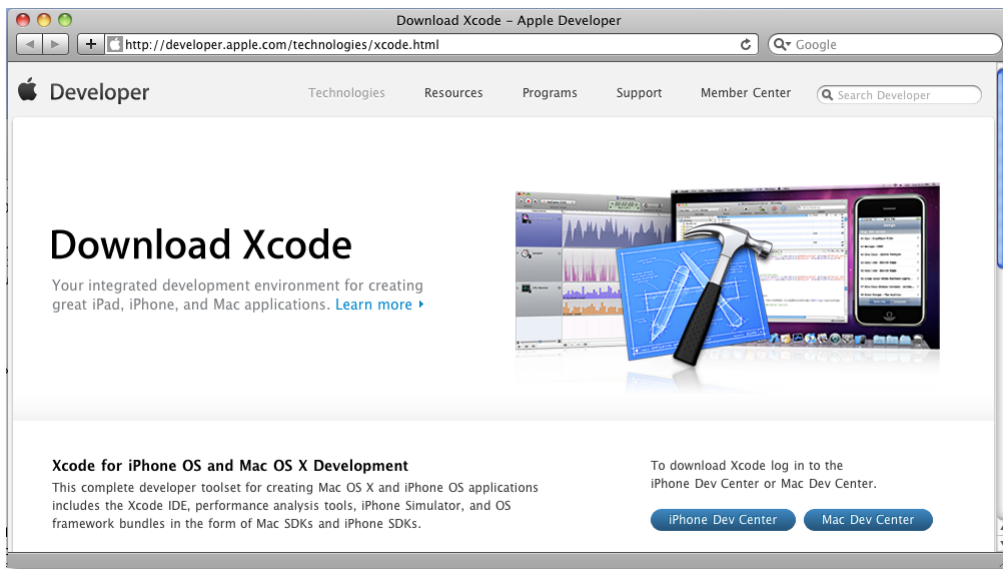 Download Xcode – Apple Developer
http://developer.apple.com/technologies/xcode.html
Google
Developer
Technologies
Resources
Programs
Support
Member Center
Search Developer
Download Xcode
Your integrated development environment for creating
great iPad, iPhone, and Mac applications. Learn more
Xcode for iPhone OS and Mac OS X Development
This complete developer toolset for creating Mac OS X and iPhone OS applications
includes the Xcode IDE, performance analysis tools, iPhone Simulator, and OS
framework bundles in the form of Mac SDKs and iPhone SDKs.
To download Xcode log in to the
iPhone Dev Center or Mac Dev Center.
iPhone Dev Center
Mac Dev Center